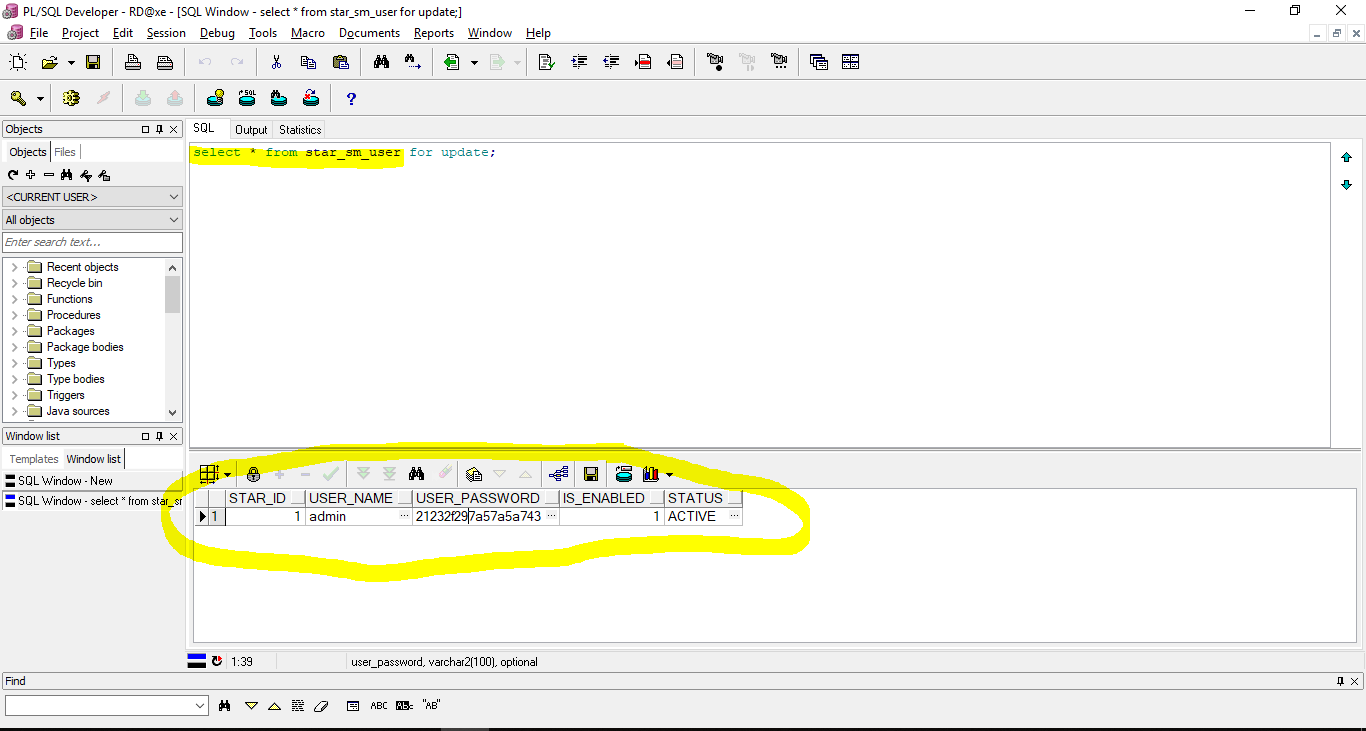 PL/SQL Developer - RD@xe - [SQL Window - select * from star_sm_user for update;]
File Project Edit Session Debug Tools Macro Documents Reports Window Help
SQL
?
Objects
Objects Files
<CURRENT USER>
All objects
Enter search text...
Recent objects
Recycle bin
Functions
Procedures
Packages
Package bodies
Types
Type bodies
Triggers
Java sources
Window list
Templates Window list
SQL Window - New
SQL Window - select * from star_sr
SQL Output Statistics
select * from star_sm_user for update;
STAR_ID USER_NAME USER_PASSWORD IS_ENABLED STATUS
1 1 admin ... 21232f297a57a5a743 ... 1 ACTIVE ...
1:39 user_password, varchar2(100), optional
Find
ABC ABc "AB"